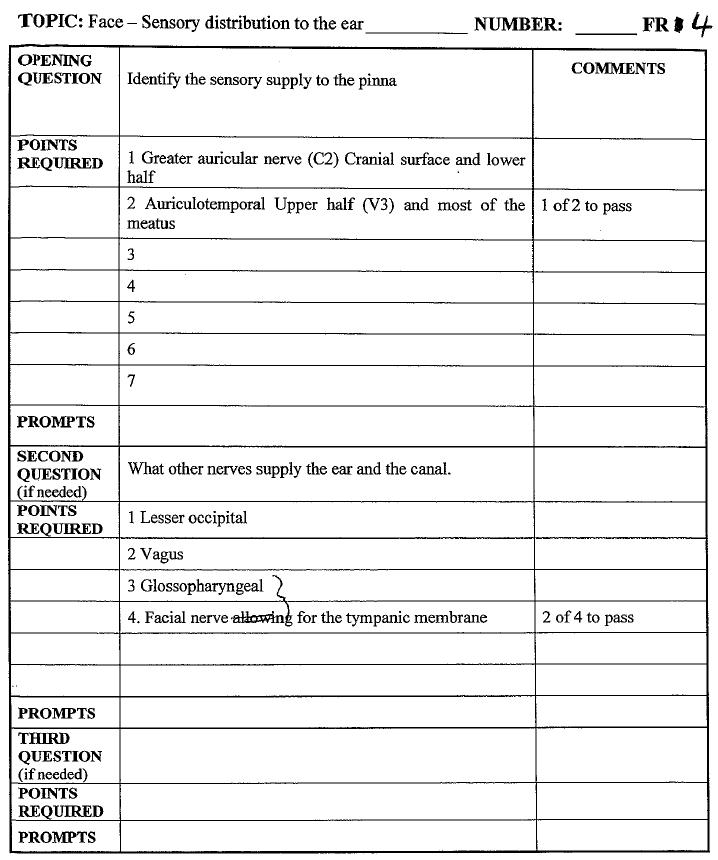 TOPIC: Face – Sensory distribution to the ear__________ NUMBER: ______ FR 4
OPENING QUESTION
Identify the sensory supply to the pinna
COMMENTS
POINTS REQUIRED
1 Greater auricular nerve (C2) Cranial surface and lower
half
2 Auriculotemporal Upper half (V3) and most of the
meatus
1 of 2 to pass
3
4
5
6
7
PROMPTS
SECOND
QUESTION
(if needed)
What other nerves supply the ear and the canal.
POINTS
REQUIRED
1 Lesser occipital
2 Vagus
3 Glossopharyngeal
4. Facial nerve allowing for the tympanic membrane
2 of 4 to pass
PROMPTS
THIRD
QUESTION
(if needed)
POINTS
REQUIRED
PROMPTS